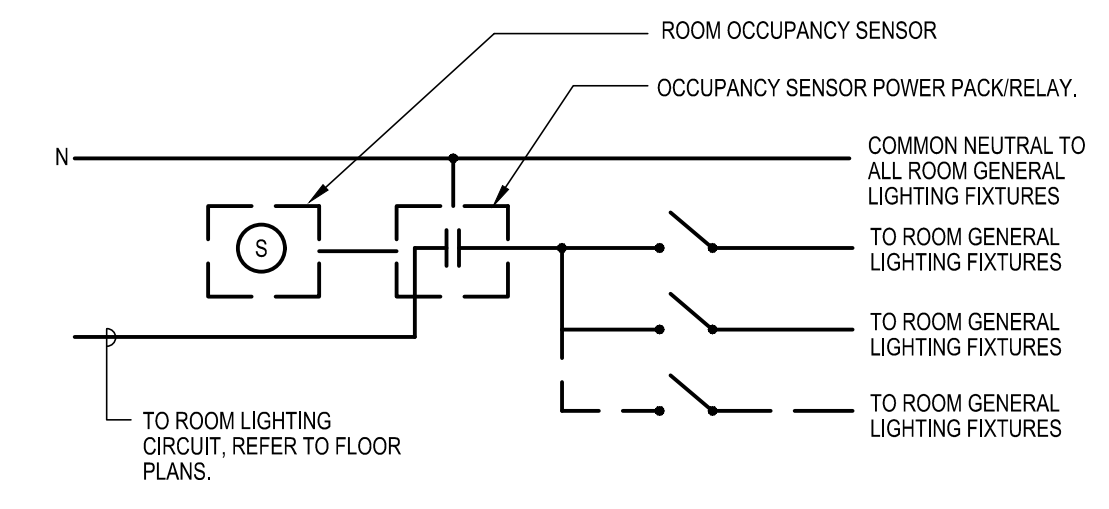 ROOM OCCUPANCY SENSOR
OCCUPANCY SENSOR POWER PACK/RELAY.
N
COMMON NEUTRAL TO
ALL ROOM GENERAL
LIGHTING FIXTURES
S
TO ROOM GENERAL
LIGHTING FIXTURES
TO ROOM GENERAL
LIGHTING FIXTURES
TO ROOM GENERAL
LIGHTING FIXTURES
TO ROOM LIGHTING
CIRCUIT, REFER TO FLOOR
PLANS.